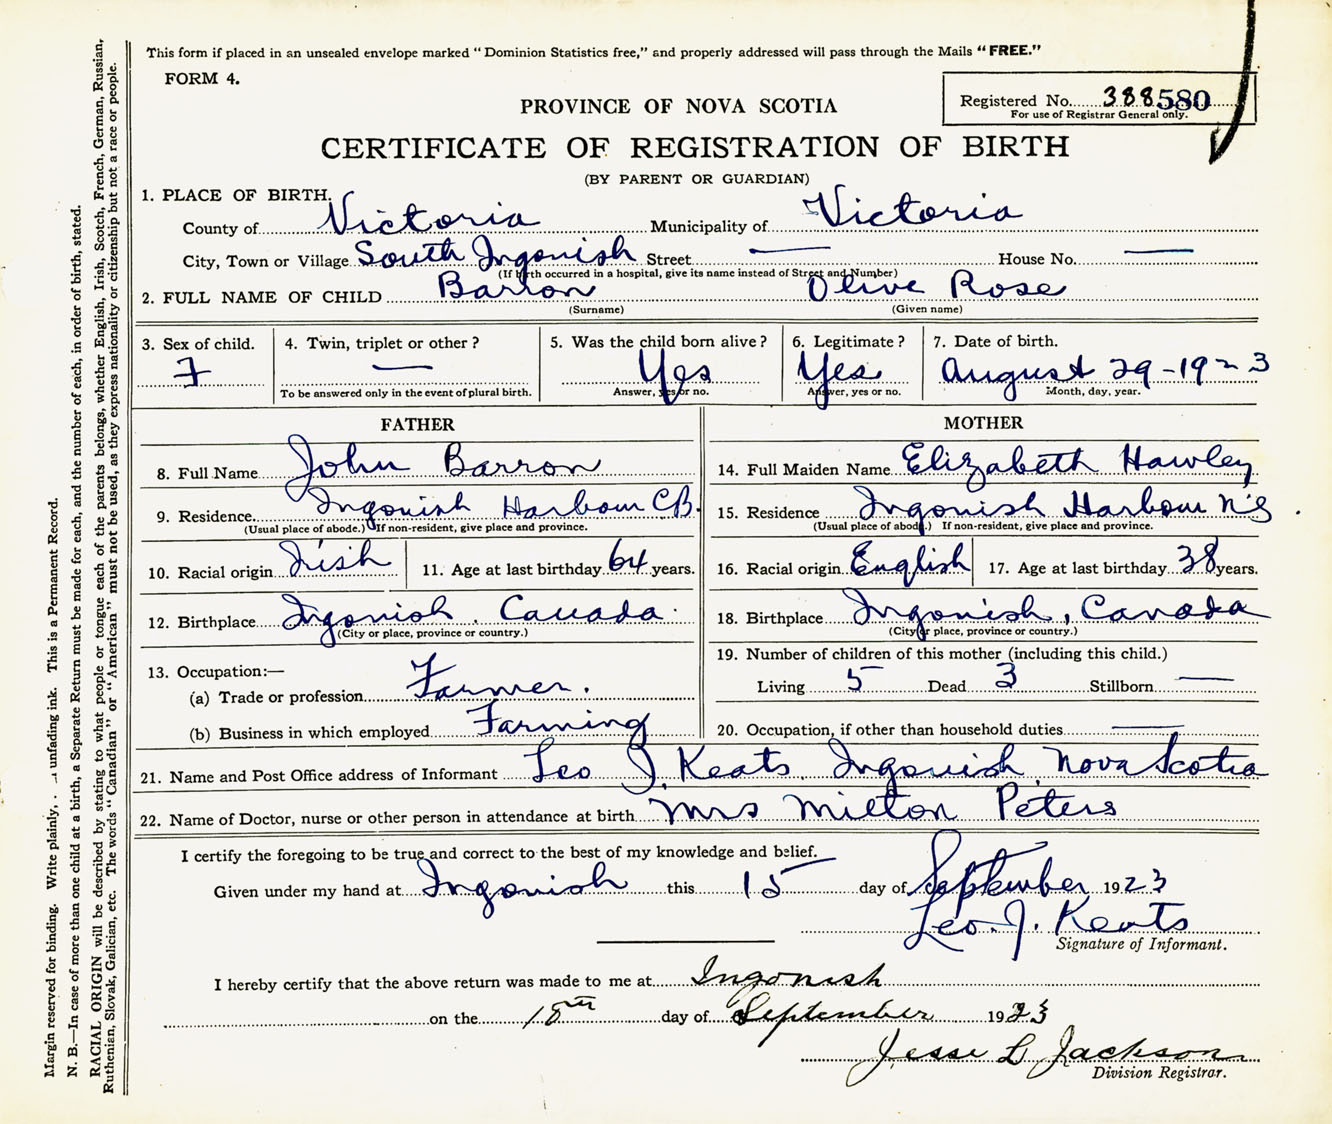 This form if placed in an unsealed envelope marked "Dominion Statistics free," and properly addressed will pass through the Mails "FREE."
FORM 4.
Registered No. 388580
For use of Registrar General only.
PROVINCE OF NOVA SCOTIA
CERTIFICATE OF REGISTRATION OF BIRTH
(BY PARENT OR GUARDIAN)
1. PLACE OF BIRTH.
County of Victoria Municipality of Victoria
City, Town or Village South Ingonish Street — House No. —
(If birth occurred in a hospital, give its name instead of Street and Number)
2. FULL NAME OF CHILD Barron Olive Rose
(Surname) (Given name)
3. Sex of child. 4. Twin, triplet or other? 5. Was the child born alive? 6. Legitimate? 7. Date of birth.
F — Yes Yes August 29-1923
To be answered only in the event of plural birth. Answer, yes or no. Answer, yes or no. Month, day, year.
FATHER
8. Full Name John Barron
9. Residence Ingonish Harbour C.B.
(Usual place of abode.) If non-resident, give place and province.
10. Racial origin Irish 11. Age at last birthday 64 years.
12. Birthplace Ingonish, Canada
(City or place, province or country.)
13. Occupation:—
(a) Trade or profession Farmer.
(b) Business in which employed Farming
MOTHER
14. Full Maiden Name Elizabeth Hawley
15. Residence Ingonish Harbour N.S.
(Usual place of abode.) If non-resident, give place and province.
16. Racial origin English 17. Age at last birthday 38 years.
18. Birthplace Ingonish, Canada
(City or place, province or country.)
19. Number of children of this mother (including this child.)
Living 5 Dead 3 Stillborn —
20. Occupation, if other than household duties —
21. Name and Post Office address of Informant Leo J. Keats, Ingonish, Nova Scotia
22. Name of Doctor, nurse or other person in attendance at birth Mrs Milton Peters
I certify the foregoing to be true and correct to the best of my knowledge and belief.
Given under my hand at Ingonish this 15 day of September 1923
Leo. J. Keats
Signature of Informant.
I hereby certify that the above return was made to me at Ingonish
on the 18th day of September 1923
Jesse L Jackson
Division Registrar.
Margin reserved for binding. Write plainly, unfading ink. This is a Permanent Record.
N. B.—In case of more than one child at a birth, a Separate Return must be made for each, and the number of each, in order of birth, stated.
RACIAL ORIGIN will be described by stating to what people or tongue each of the parents belongs, whether English, Irish, Scotch, French, German, Russian,
Ruthenian, Slovak, Galician, etc. The words "Canadian" or "American" must not be used, as they express nationality or citizenship but not a race or people.